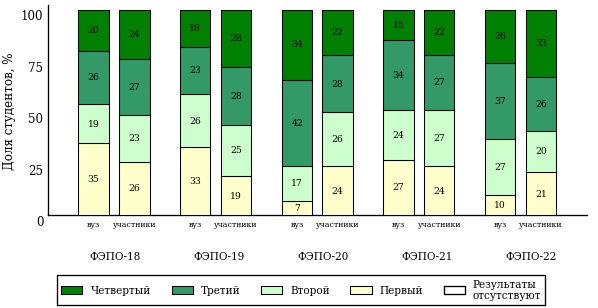 Доля студентов, %
100
75
50
25
0
20 24 18 28 34 22 15 22 26 33
26 27 23 28 42 28 34 27 37 26
19 23 26 25 17 26 24 27 27 20
35 26 33 19 7 24 27 24 10 21
вуз участники вуз участники вуз участники вуз участники вуз участники
ФЭПО-18 ФЭПО-19 ФЭПО-20 ФЭПО-21 ФЭПО-22
Четвертый Третий Второй Первый Результаты
отсутствуют